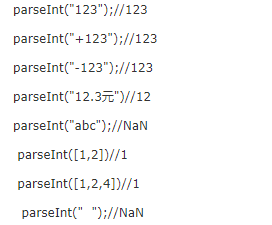 parseInt("123");//123
parseInt("+123");//123
parseInt("-123");//123
parseInt("12.3元")//12
parseInt("abc");//NaN
parseInt([1,2])//1
parseInt([1,2,4])//1
parseInt("  ");//NaN